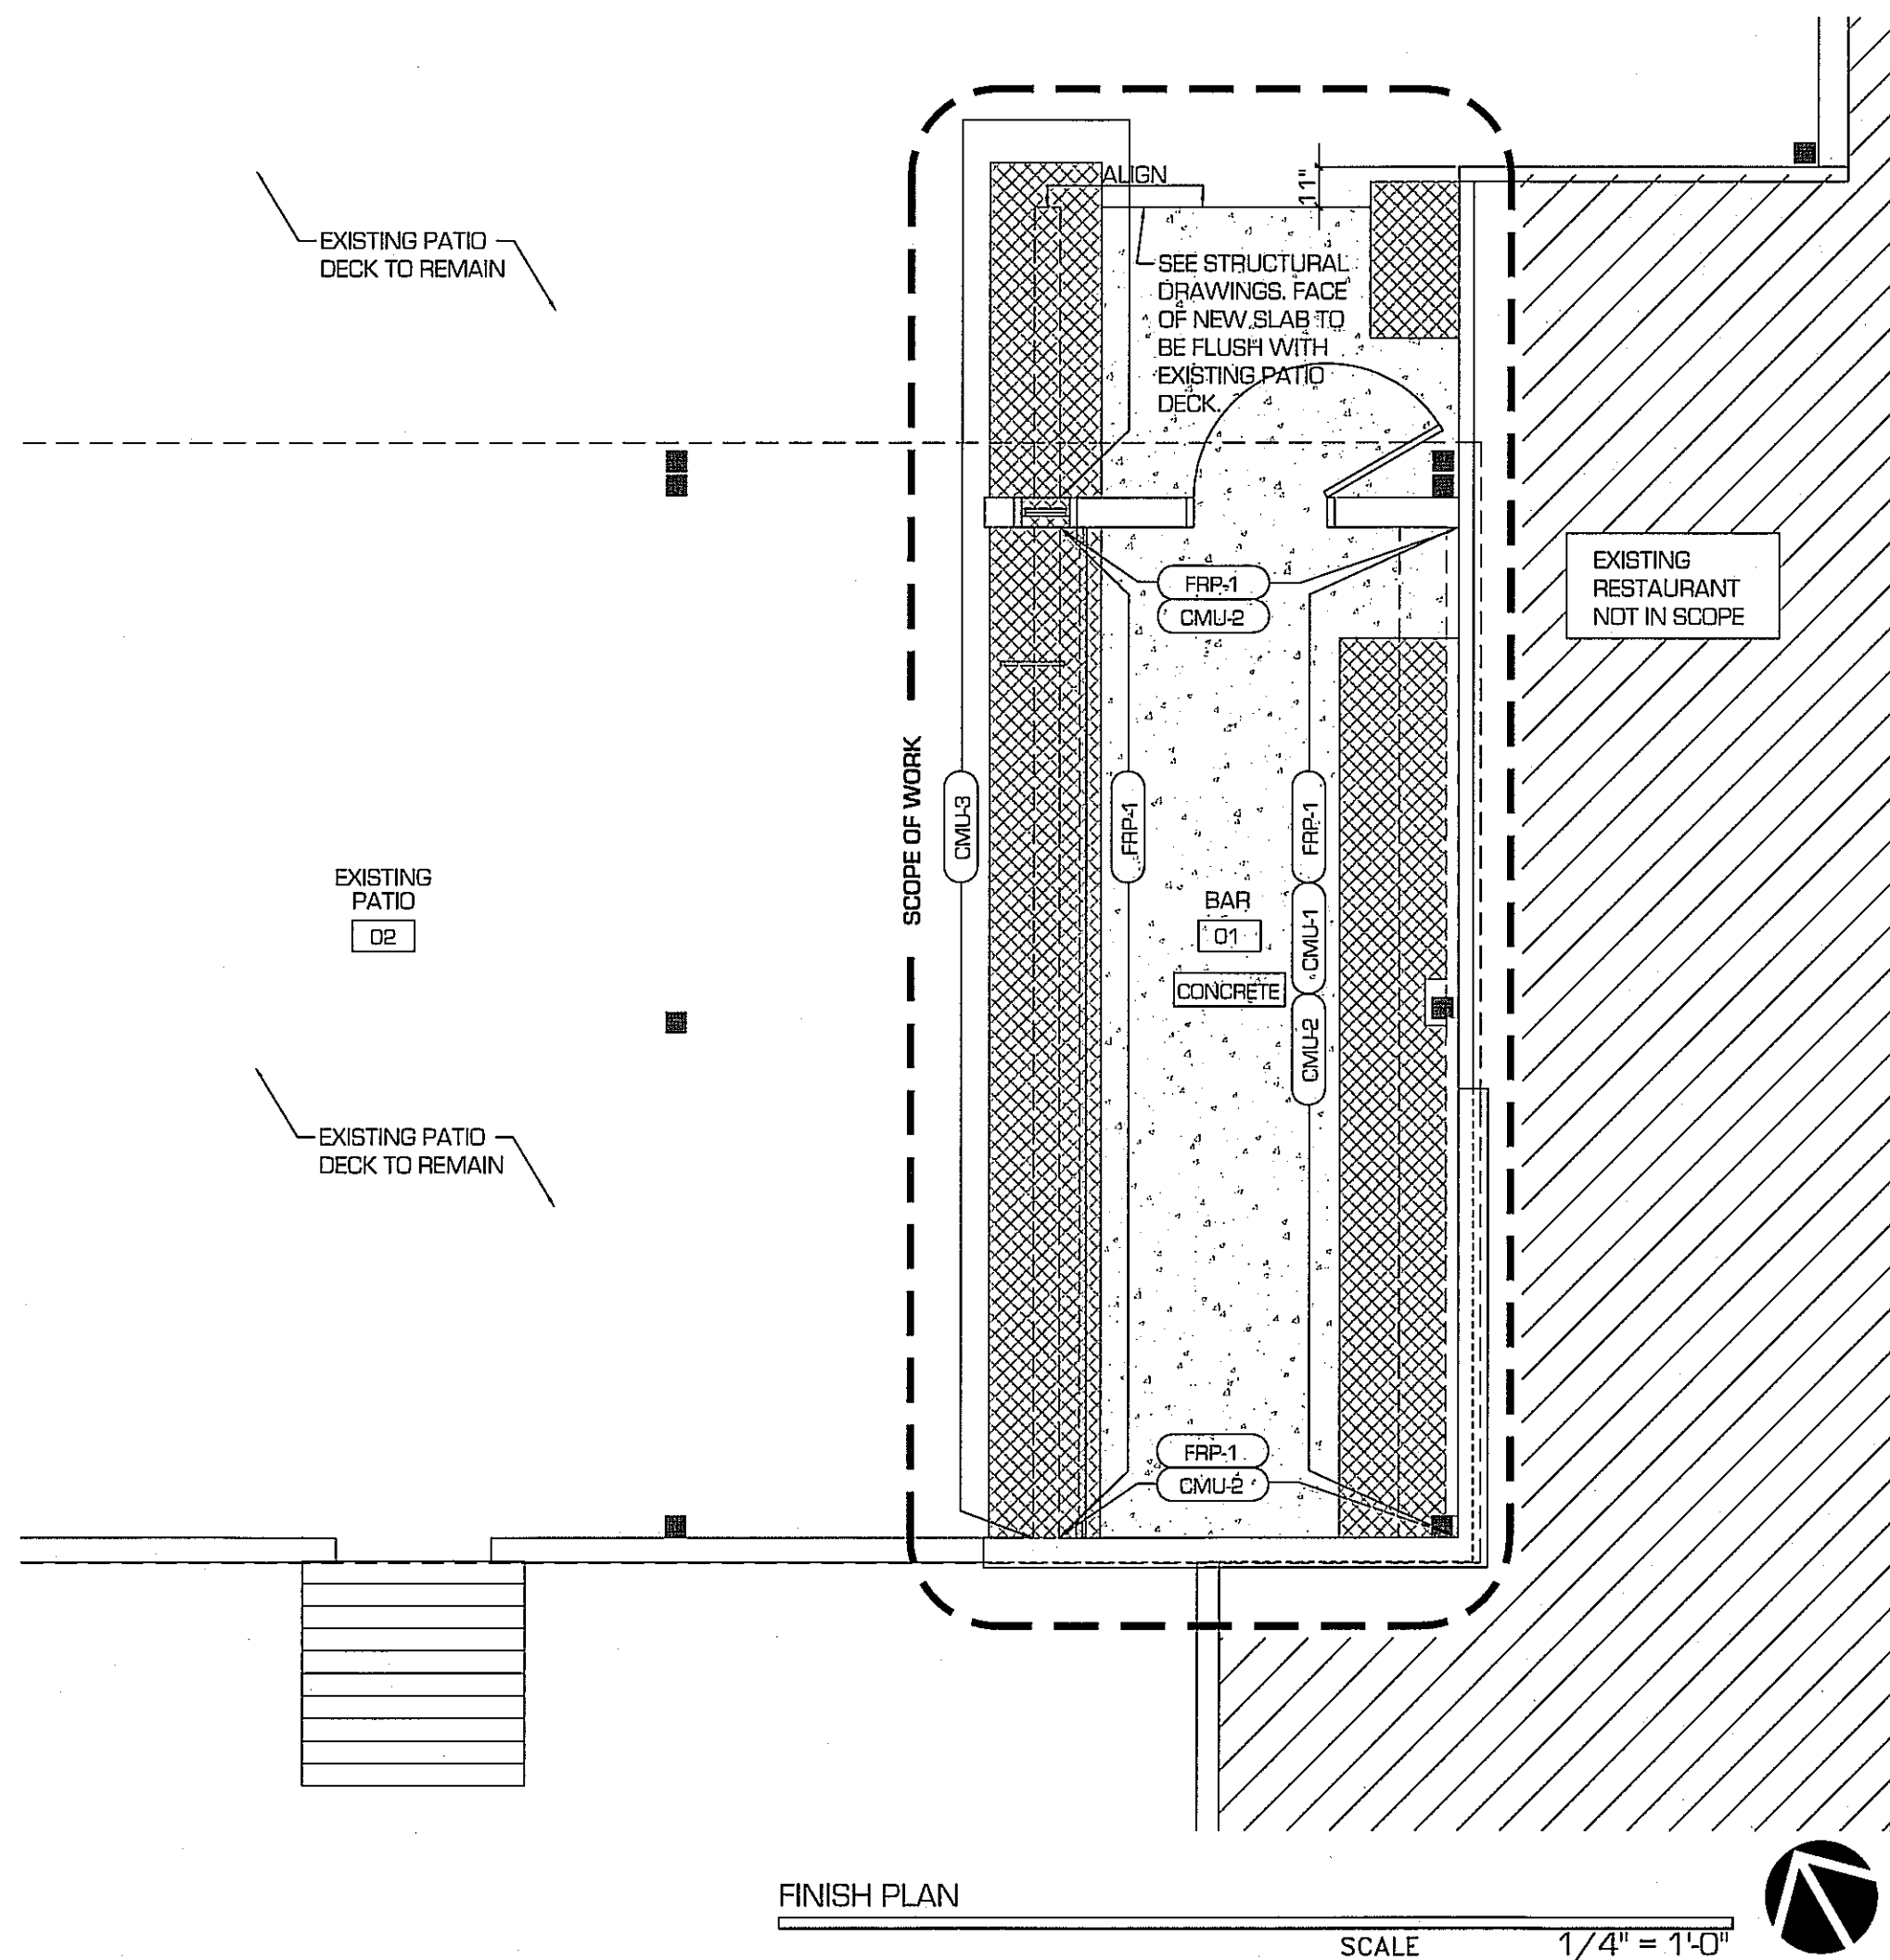 ALIGN
11"
EXISTING PATIO
DECK TO REMAIN
SEE STRUCTURAL
DRAWINGS. FACE
OF NEW SLAB TO
BE FLUSH WITH
EXISTING PATIO
DECK.
EXISTING
RESTAURANT
NOT IN SCOPE
FRP-1
CMU-2
SCOPE OF WORK
CMU-3
FRP-1
FRP-1
CMU-1
CMU-2
EXISTING
PATIO
02
BAR
01
CONCRETE
EXISTING PATIO
DECK TO REMAIN
FRP-1
CMU-2
FINISH PLAN
SCALE 1/4" = 1'-0"